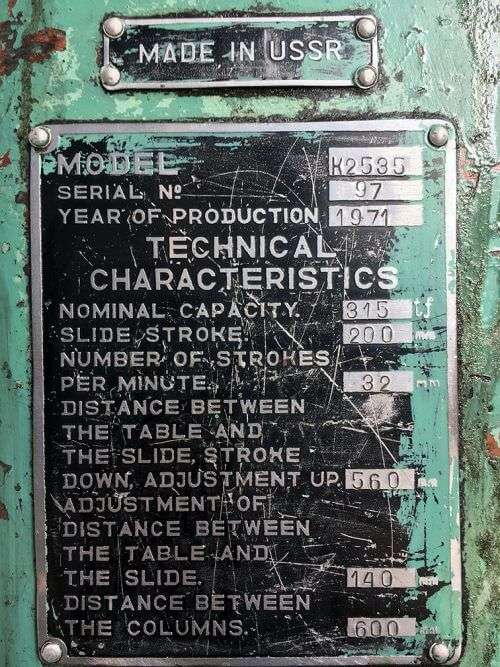 MADE IN USSR
MODEL K2535
SERIAL Nº 97
YEAR OF PRODUCTION 1971
TECHNICAL
CHARACTERISTICS
NOMINAL CAPACITY. 315 tf
SLIDE STROKE. 200 mm
NUMBER OF STROKES
PER MINUTE. 32 mm
DISTANCE BETWEEN
THE TABLE AND
THE SLIDE, STROKE
DOWN, ADJUSTMENT UP. 560 mm
ADJUSTMENT OF
DISTANCE BETWEEN
THE TABLE AND
THE SLIDE. 140 mm
DISTANCE BETWEEN
THE COLUMNS. 600 mm